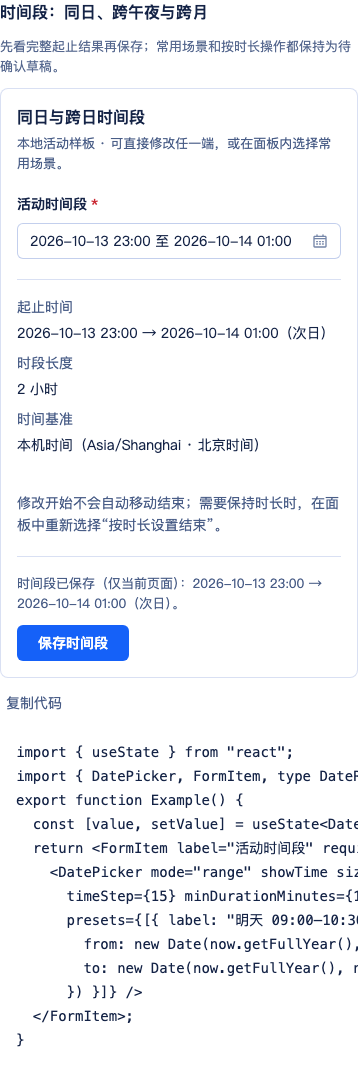 时间段：同日、跨午夜与跨月
先看完整起止结果再保存；常用场景和按时长操作都保持为待
确认草稿。
同日与跨日时间段
本地活动样板 · 可直接修改任一端，或在面板内选择常
用场景。
活动时间段 *
2026-10-13 23:00 至 2026-10-14 01:00
起止时间
2026-10-13 23:00 → 2026-10-14 01:00（次日）
时段长度
2 小时
时间基准
本机时间（Asia/Shanghai · 北京时间）
修改开始不会自动移动结束；需要保持时长时，在面
板中重新选择“按时长设置结束”。
时间段已保存（仅当前页面）：2026-10-13 23:00 →
2026-10-14 01:00（次日）。
保存时间段
复制代码
import { useState } from "react";
import { DatePicker, FormItem, type DateR
export function Example() {
const [value, setValue] = useState<Date
return <FormItem label="活动时间段" requi
<DatePicker mode="range" showTime siz
timeStep={15} minDurationMinutes={1
presets={[{ label: "明天 09:00–10:30
from: new Date(now.getFullYear(),
to: new Date(now.getFullYear(), n
}) }]} />
</FormItem>;
}